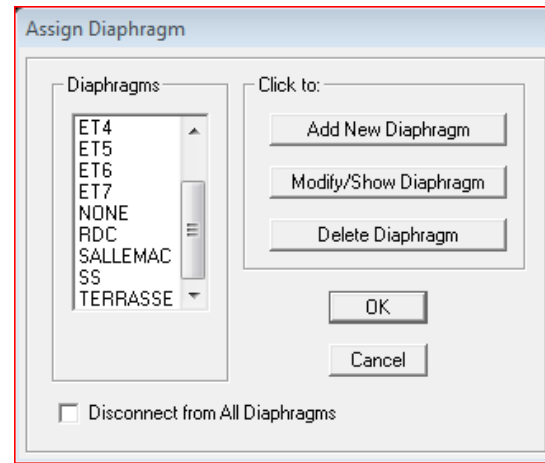 Assign Diaphragm
Diaphragms
ET4
ET5
ET6
ET7
NONE
RDC
SALLEMAC
SS
TERRASSE
Click to:
Add New Diaphragm
Modify/Show Diaphragm
Delete Diaphragm
OK
Cancel
Disconnect from All Diaphragms